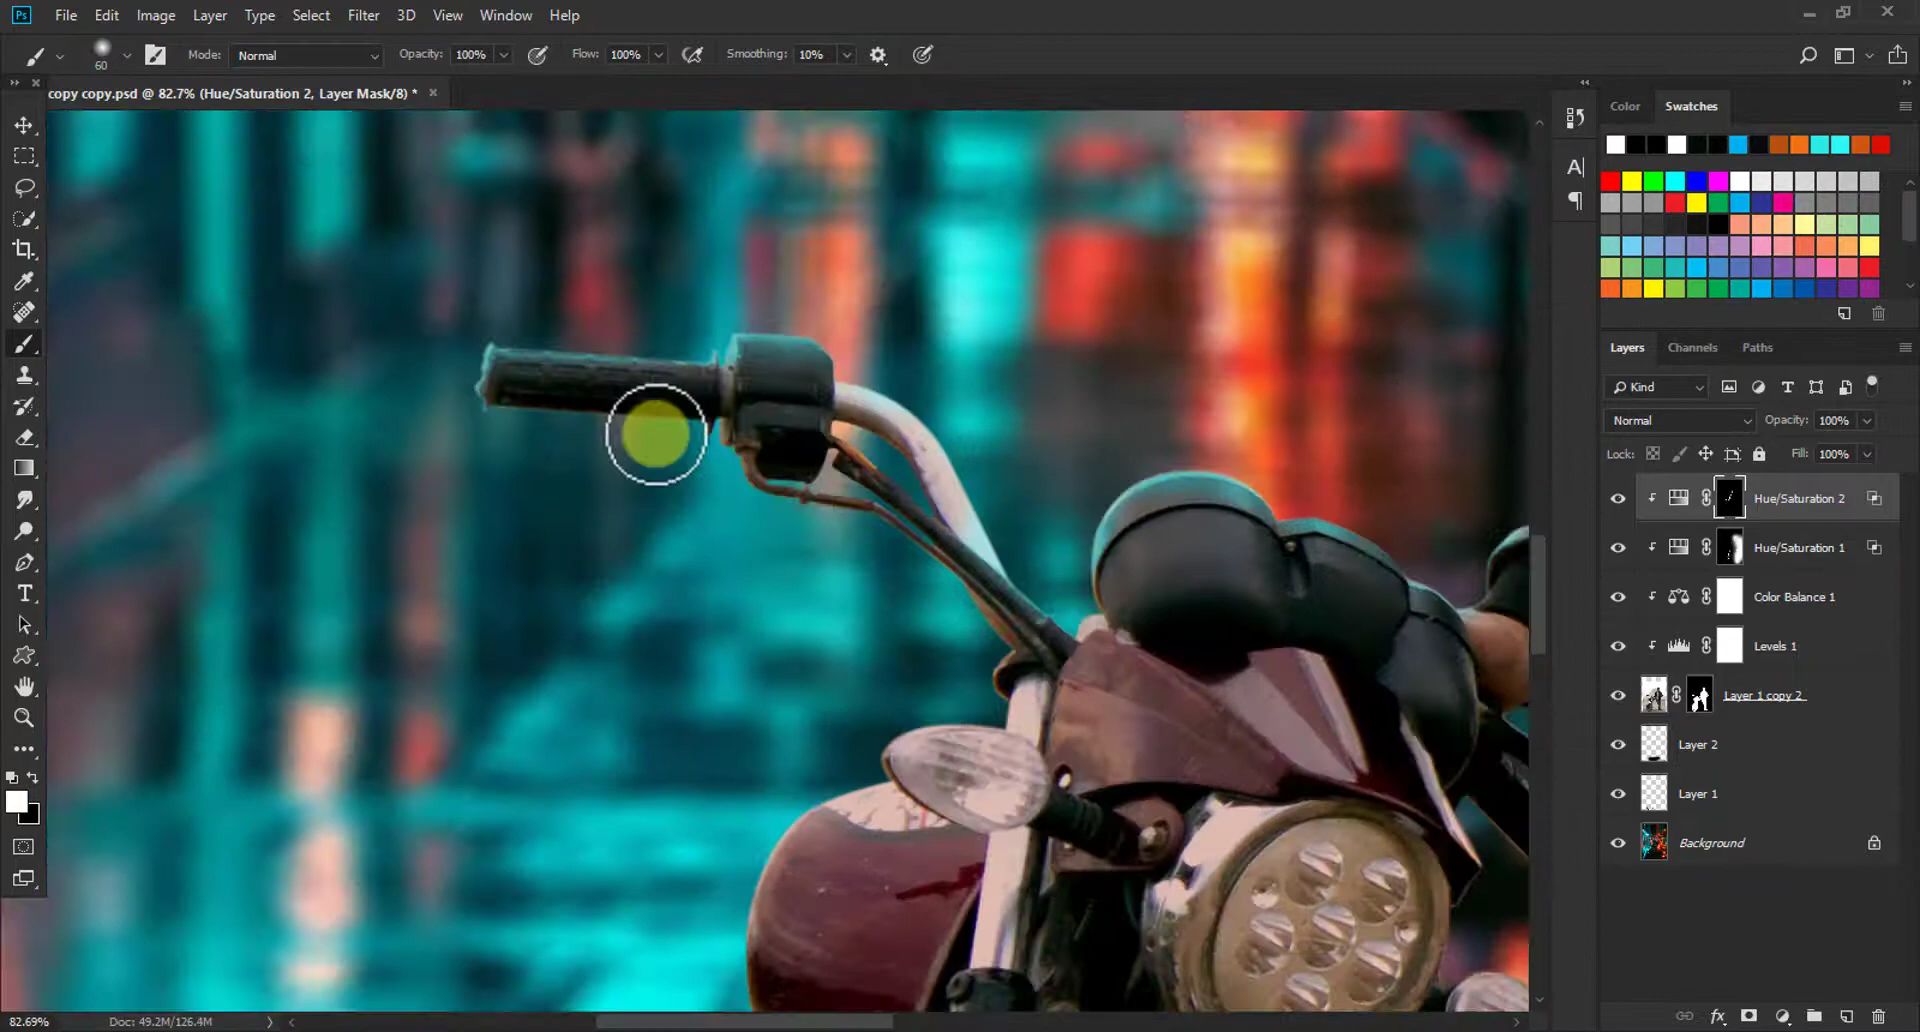 Ps File Edit Image Layer Type Select Filter 3D View Window Help
60 Mode: Normal Opacity: 100% Flow: 100% Smoothing: 10%
copy copy.psd @ 82.7% (Hue/Saturation 2, Layer Mask/8) *
Color Swatches
Layers Channels Paths
Kind
Normal Opacity: 100%
Lock: Fill: 100%
Hue/Saturation 2
Hue/Saturation 1
Color Balance 1
Levels 1
Layer 1 copy 2
Layer 2
Layer 1
Background
82.69% Doc: 49.2M/126.4M